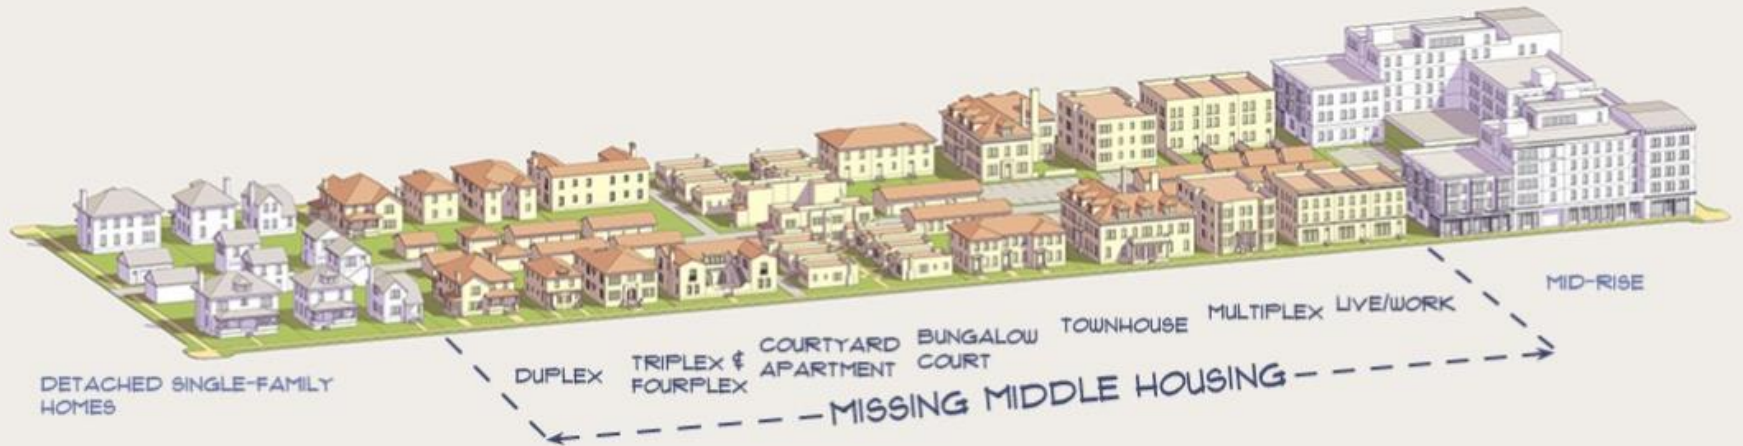 DETACHED SINGLE-FAMILY
HOMES
DUPLEX
TRIPLEX &
FOURPLEX
COURTYARD
APARTMENT
BUNGALOW
COURT
TOWNHOUSE
MULTIPLEX
LIVE/WORK
MID-RISE
MISSING MIDDLE HOUSING